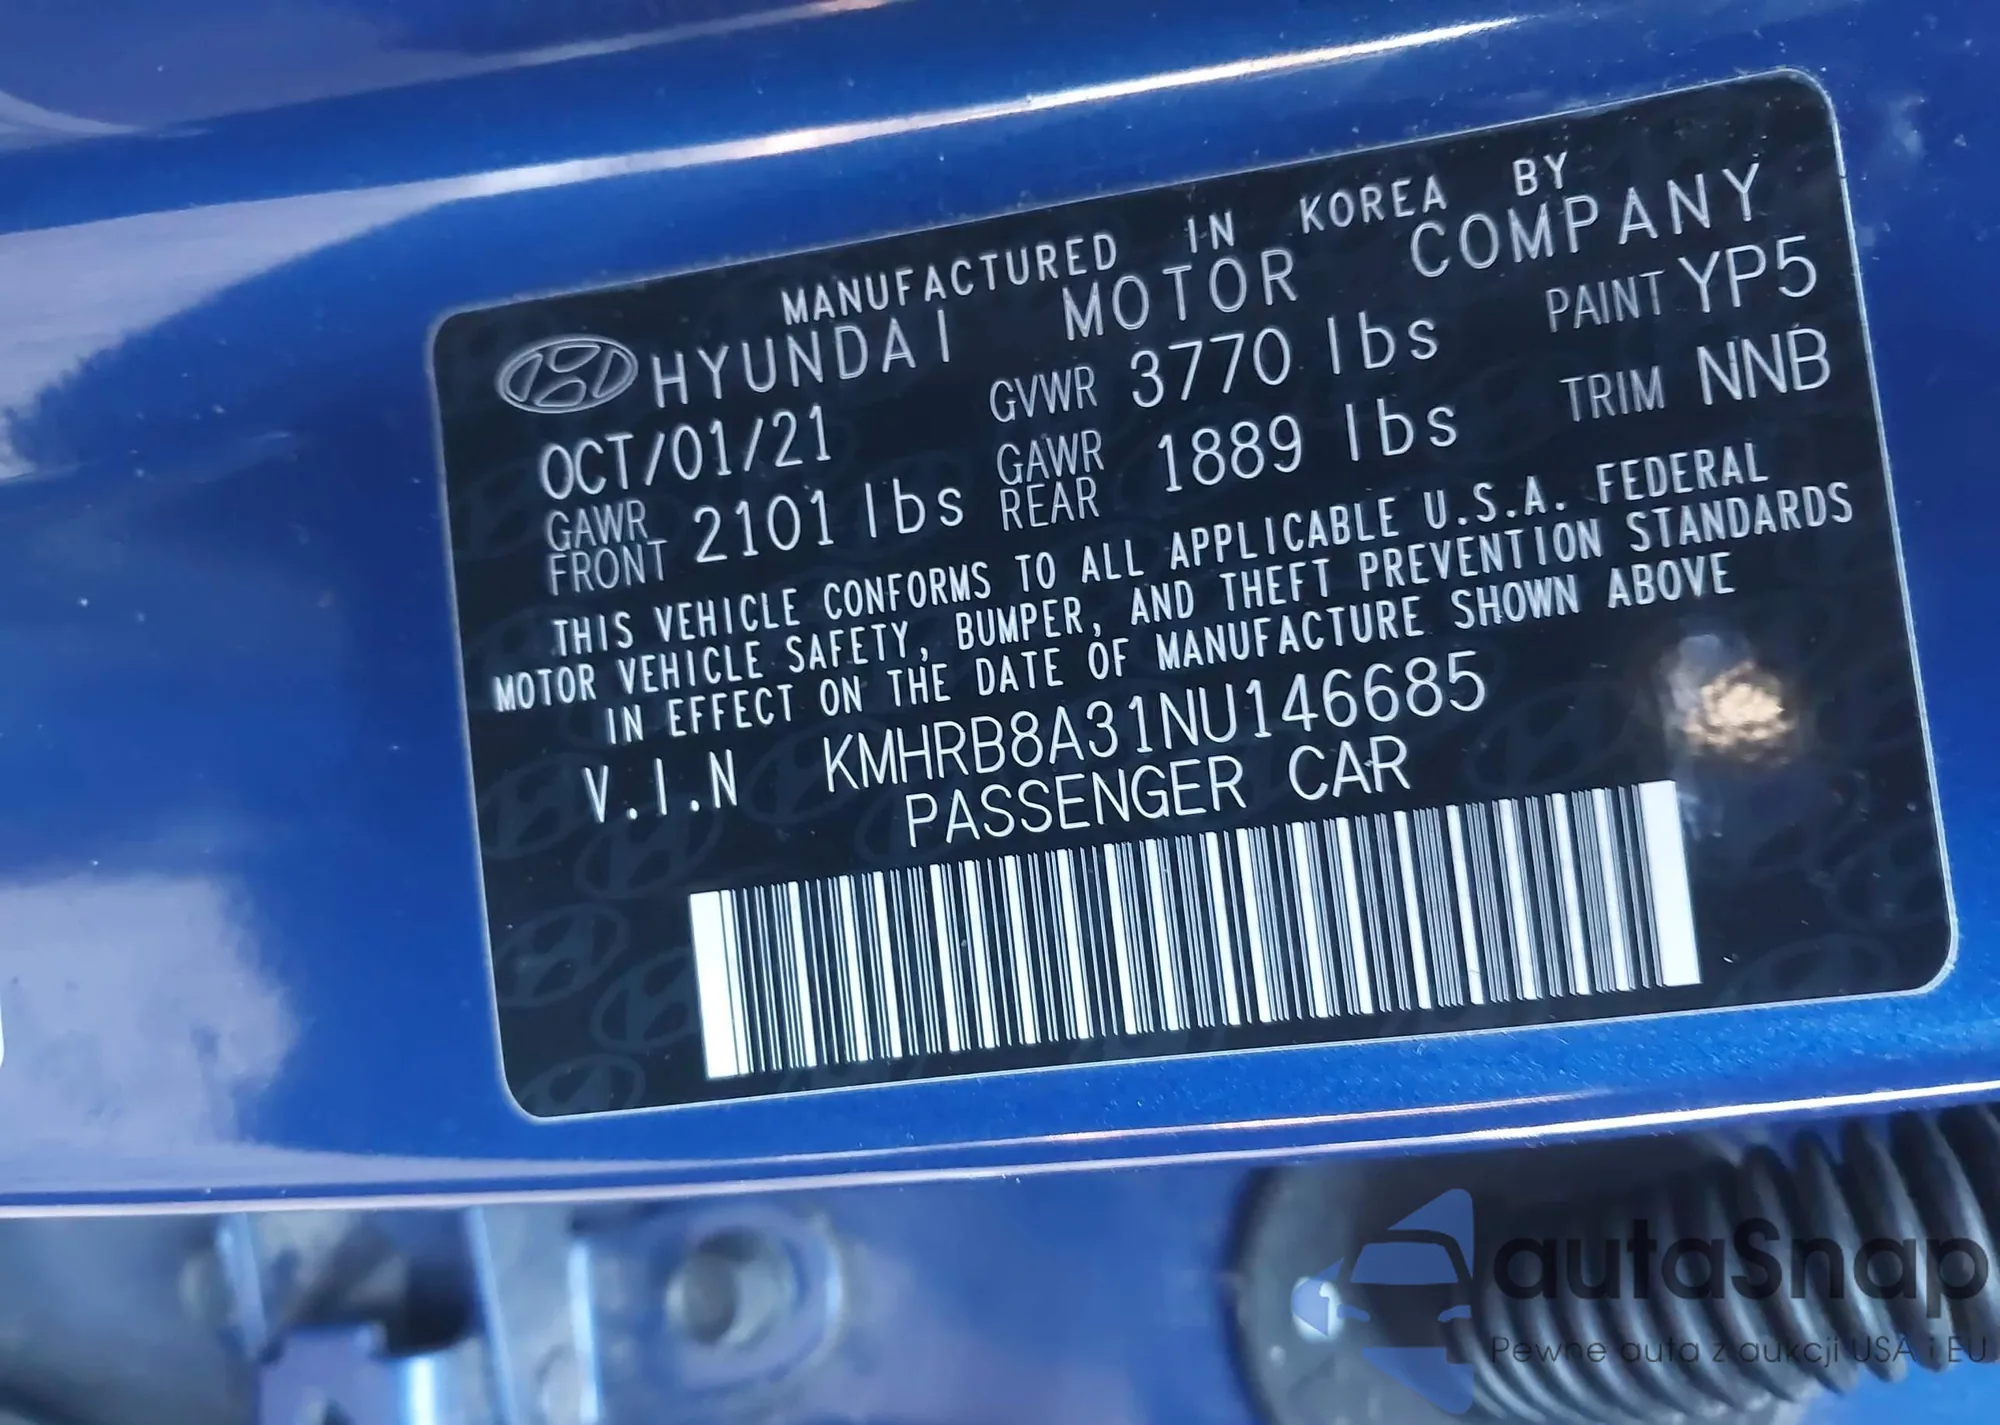 MANUFACTURED IN KOREA BY
HYUNDAI MOTOR COMPANY
OCT/01/21 GVWR 3770 lbs PAINT YP5
GAWR FRONT 2101 lbs GAWR REAR 1889 lbs TRIM NNB
THIS VEHICLE CONFORMS TO ALL APPLICABLE U.S.A. FEDERAL
MOTOR VEHICLE SAFETY, BUMPER, AND THEFT PREVENTION STANDARDS
IN EFFECT ON THE DATE OF MANUFACTURE SHOWN ABOVE
V.I.N KMHRB8A31NU146685
PASSENGER CAR
autaSnap
Pewne auta z aukcji USA i EU